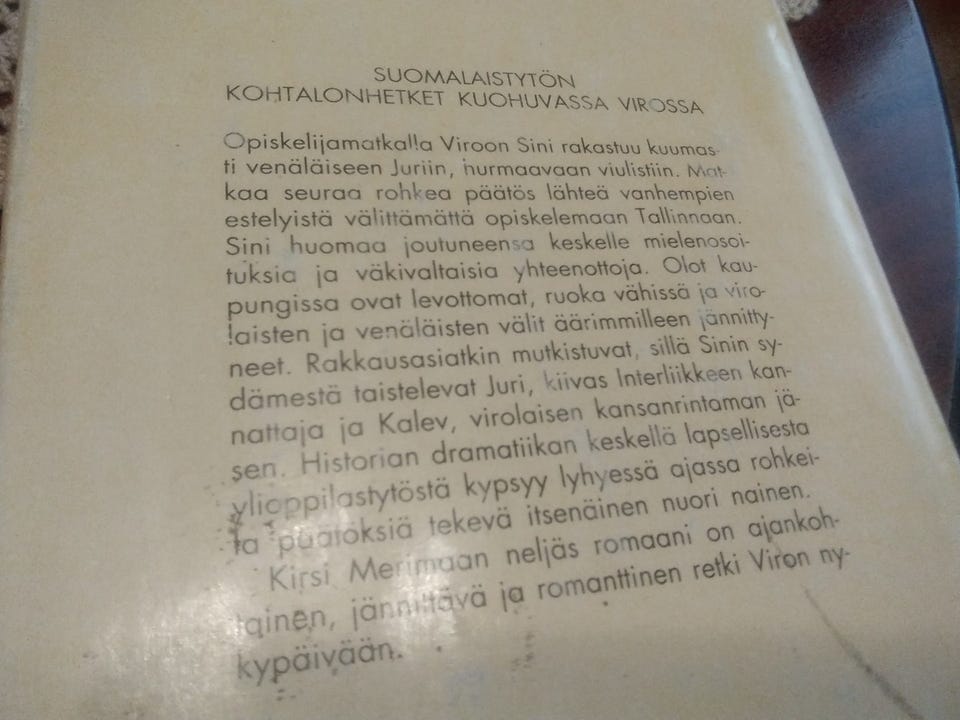 SUOMALAISTYTÖN
KOHTALONHETKET KUOHUVASSA VIROSSA
Opiskelijamatkalla Viroon Sini rakastuu kuumas-
ti venäläiseen Juriin, hurmaavaan viulistiin. Mat-
kaa seuraa rohkea päätös lähteä vanhempien
estelyistä välittämättä opiskelemaan Tallinnaan.
Sini huomaa joutuneensa keskelle mielenosoi-
tuksia ja väkivaltaisia yhteenottoja. Olot kau-
pungissa ovat levottomat, ruoka vähissä ja viro-
laisten ja venäläisten välit äärimmilleen jännitty-
neet. Rakkausasiatkin mutkistuvat, sillä Sinin sy-
dämestä taistelevat Juri, kiivas Interliikkeen kan-
nattaja ja Kalev, virolaisen kansanrintaman jä-
sen. Historian dramatiikan keskellä lapsellisesta
ylioppilastytöstä kypsyy lyhyessä ajassa rohkei-
ta päätöksiä tekevä itsenäinen nuori nainen.
Kirsi Merimaan neljäs romaani on ajankoh-
tainen, jännittävä ja romanttinen retki Viron ny-
kypäivään.